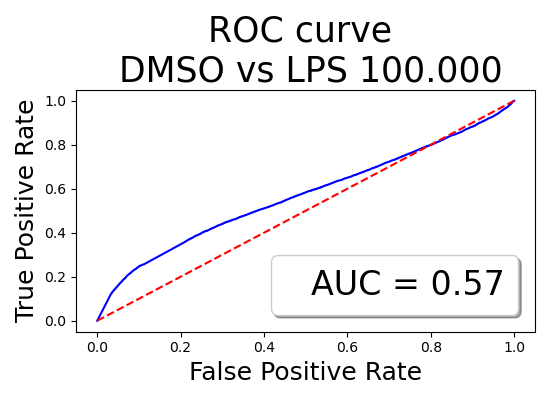 ROC curve
DMSO vs LPS 100.000
True Positive Rate
1.0
0.8
0.6
0.4
0.2
0.0
AUC = 0.57
0.0 0.2 0.4 0.6 0.8 1.0
False Positive Rate